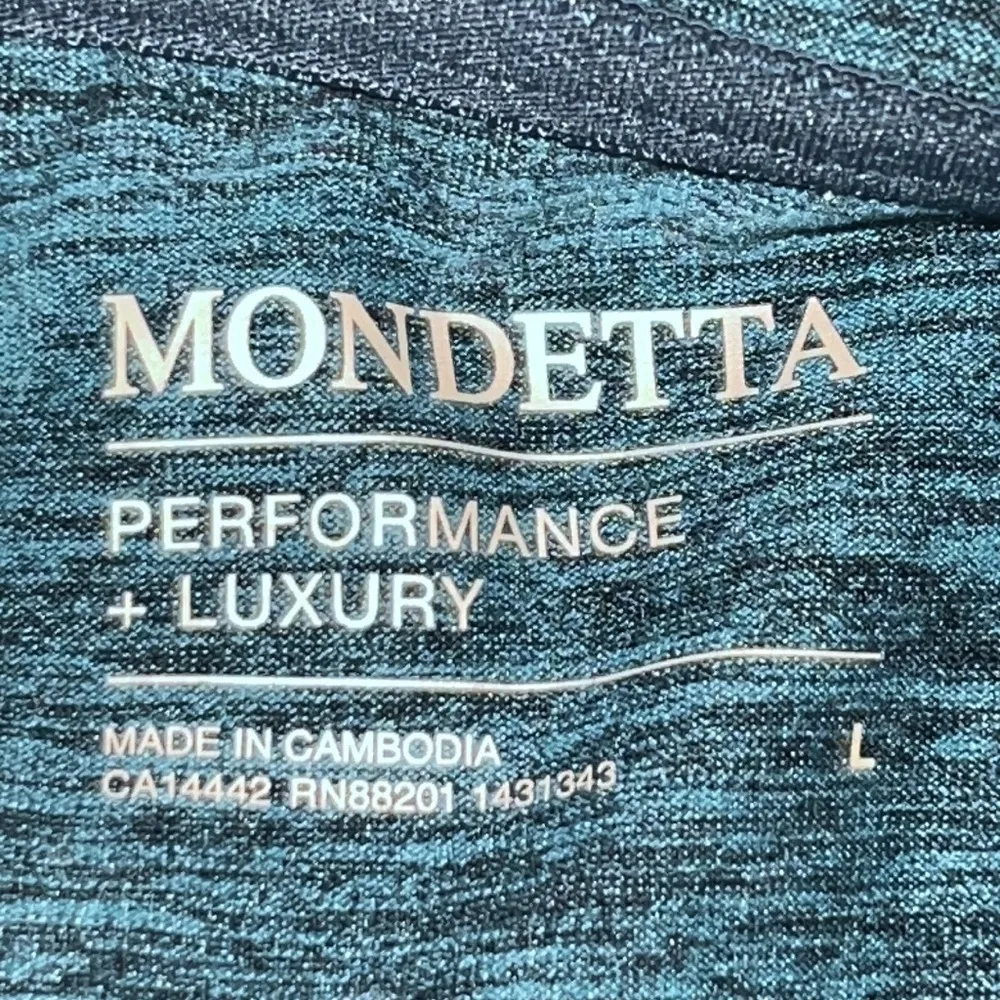 MONDETTA
PERFORMANCE
+ LUXURY
MADE IN CAMBODIA
CA14442 RN88201 1431343
L